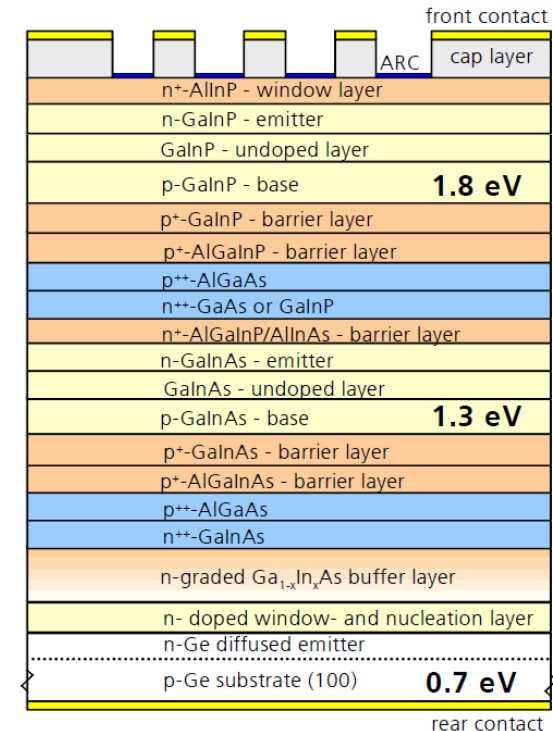 front contact
ARC
cap layer
n⁺-AlInP - window layer
n-GaInP - emitter
GaInP - undoped layer
p-GaInP - base
1.8 eV
p⁺-GaInP - barrier layer
p⁺-AlGaInP - barrier layer
p⁺⁺-AlGaAs
n⁺⁺-GaAs or GaInP
n⁺-AlGaInP/AlInAs - barrier layer
n-GaInAs - emitter
GaInAs - undoped layer
p-GaInAs - base
1.3 eV
p⁺-GaInAs - barrier layer
p⁺-AlGaInAs - barrier layer
p⁺⁺-AlGaAs
n⁺⁺-GaInAs
n-graded Ga₁₋ₓInₓAs buffer layer
n- doped window- and nucleation layer
n-Ge diffused emitter
p-Ge substrate (100)
0.7 eV
rear contact